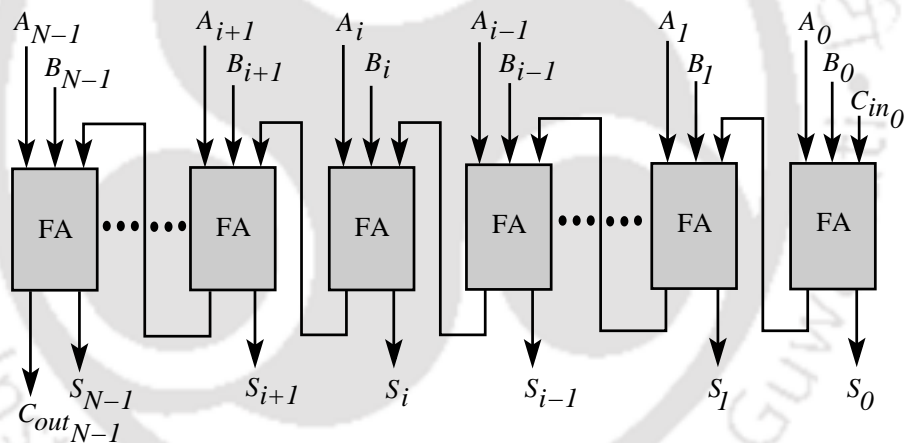 A_{N-1} A_{i+1} A_i A_{i-1} A_1 A_0
B_{N-1} B_{i+1} B_i B_{i-1} B_1 B_0
C_{in_0}
FA FA FA FA FA FA
S_{N-1} S_{i+1} S_i S_{i-1} S_1 S_0
C_{out_{N-1}}
Guw